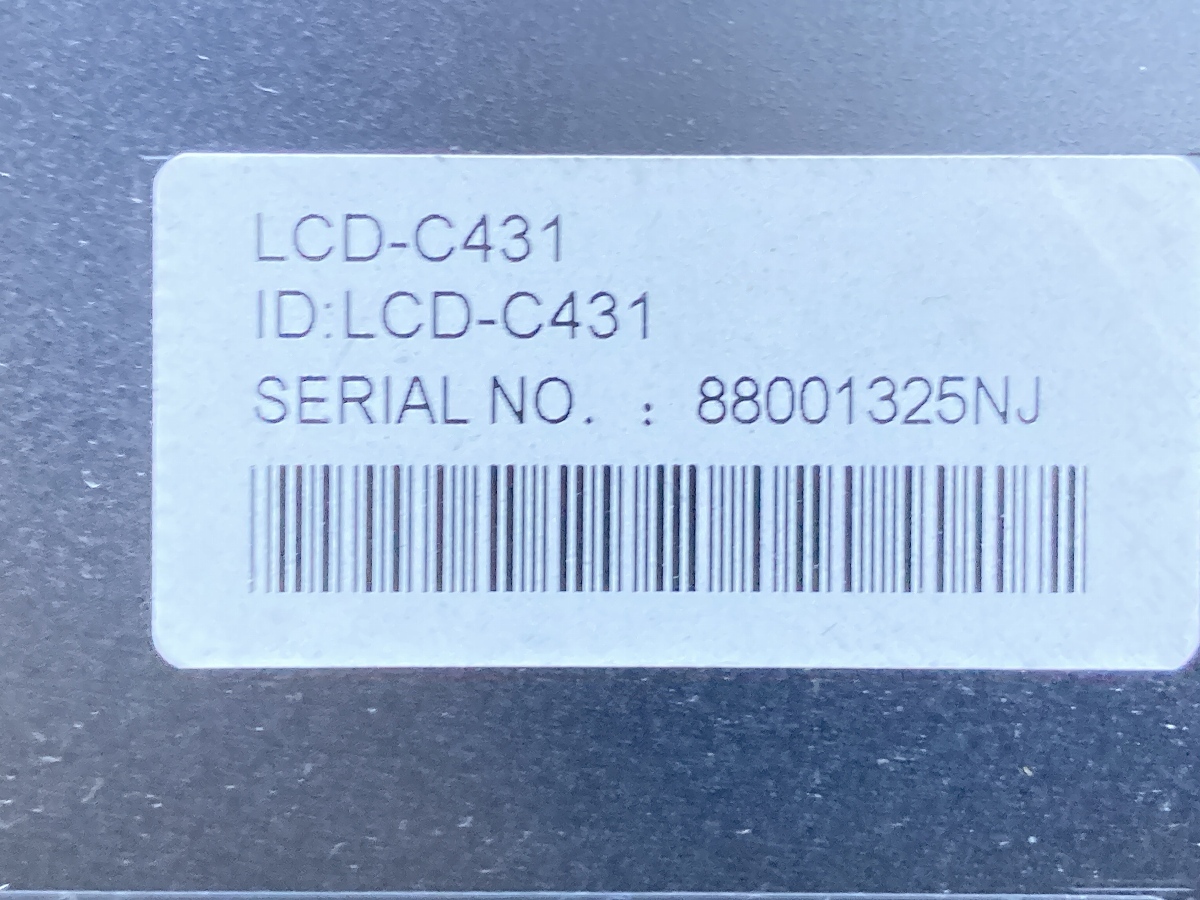 LCD-C431
ID:LCD-C431
SERIAL NO. : 88001325NJ